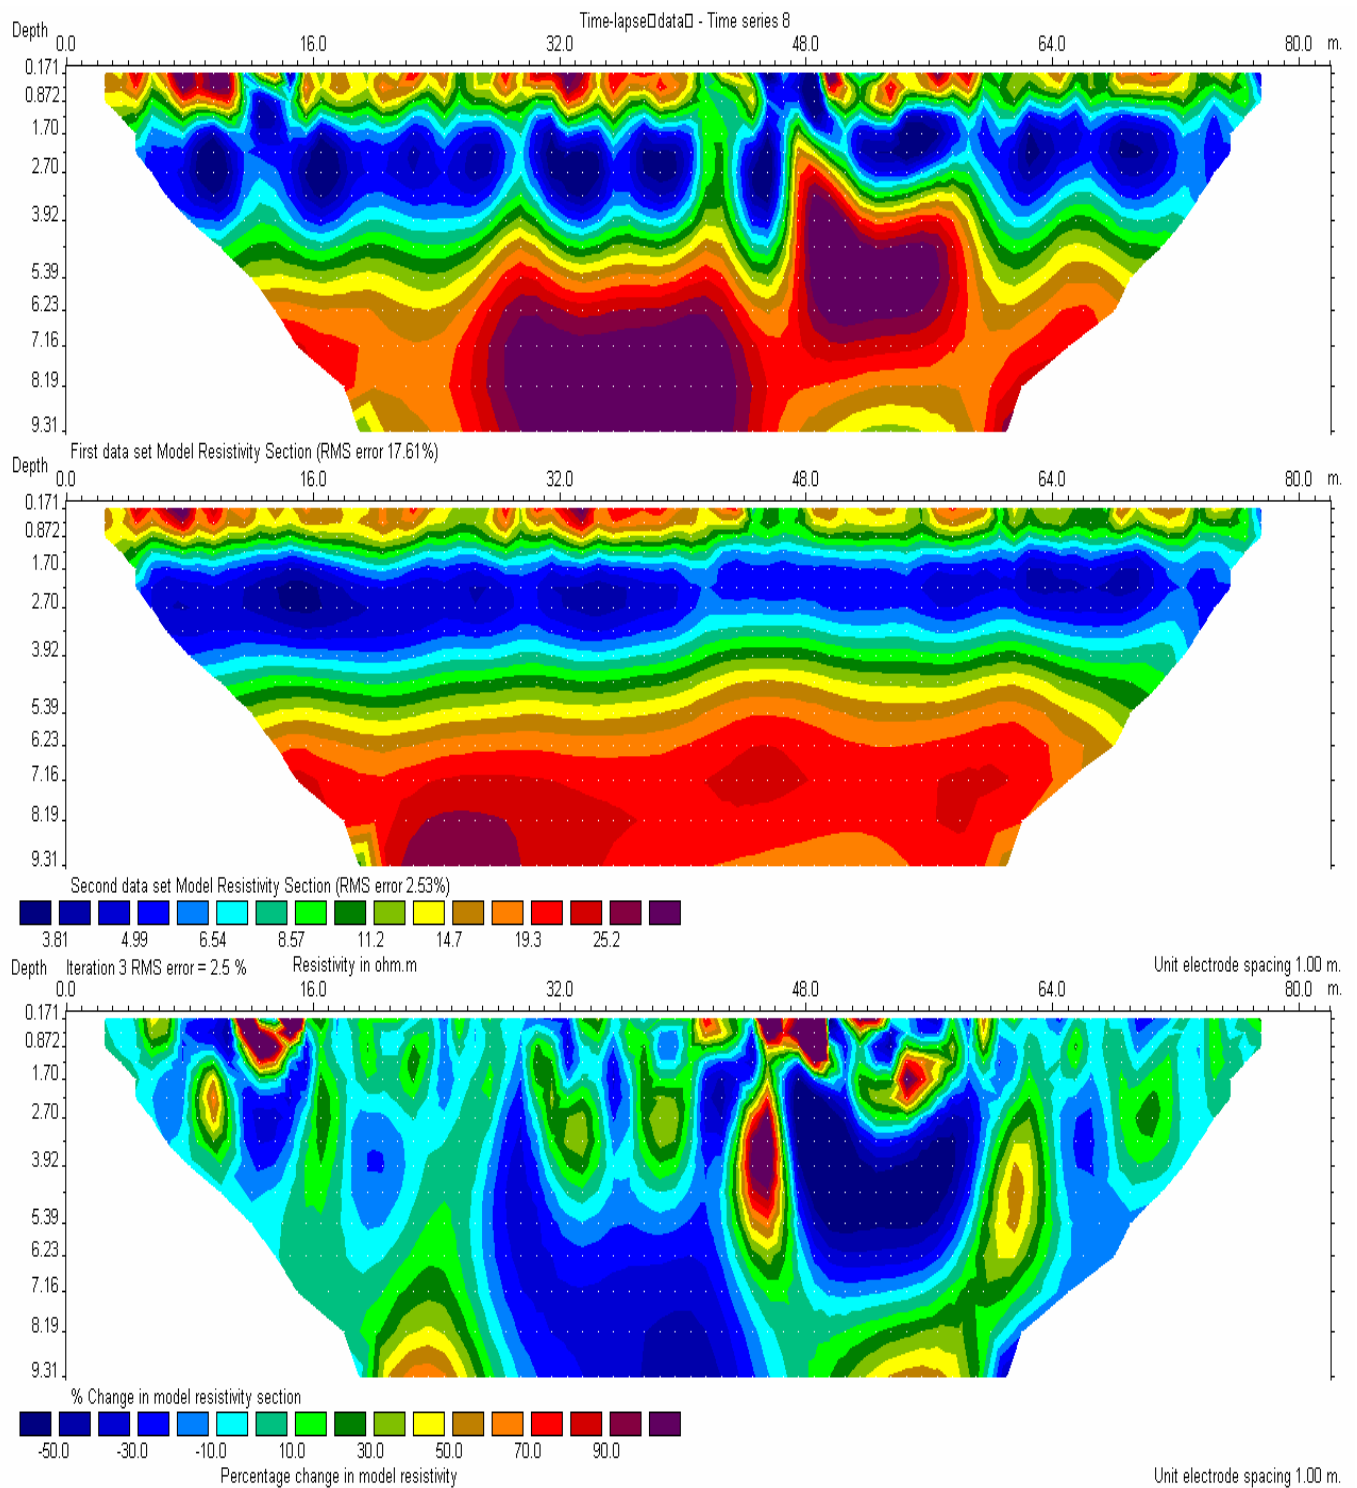 Time-lapse□data□ - Time series 8
Depth 0.0 16.0 32.0 48.0 64.0 80.0 m.
0.171
0.872
1.70
2.70
3.92
5.39
6.23
7.16
8.19
9.31
First data set Model Resistivity Section (RMS error 17.61%)
Depth 0.0 16.0 32.0 48.0 64.0 80.0 m.
0.171
0.872
1.70
2.70
3.92
5.39
6.23
7.16
8.19
9.31
Second data set Model Resistivity Section (RMS error 2.53%)
3.81 4.99 6.54 8.57 11.2 14.7 19.3 25.2
Depth Iteration 3 RMS error = 2.5 % Resistivity in ohm.m Unit electrode spacing 1.00 m.
0.0 16.0 32.0 48.0 64.0 80.0 m.
0.171
0.872
1.70
2.70
3.92
5.39
6.23
7.16
8.19
9.31
% Change in model resistivity section
-50.0 -30.0 -10.0 10.0 30.0 50.0 70.0 90.0
Percentage change in model resistivity Unit electrode spacing 1.00 m.